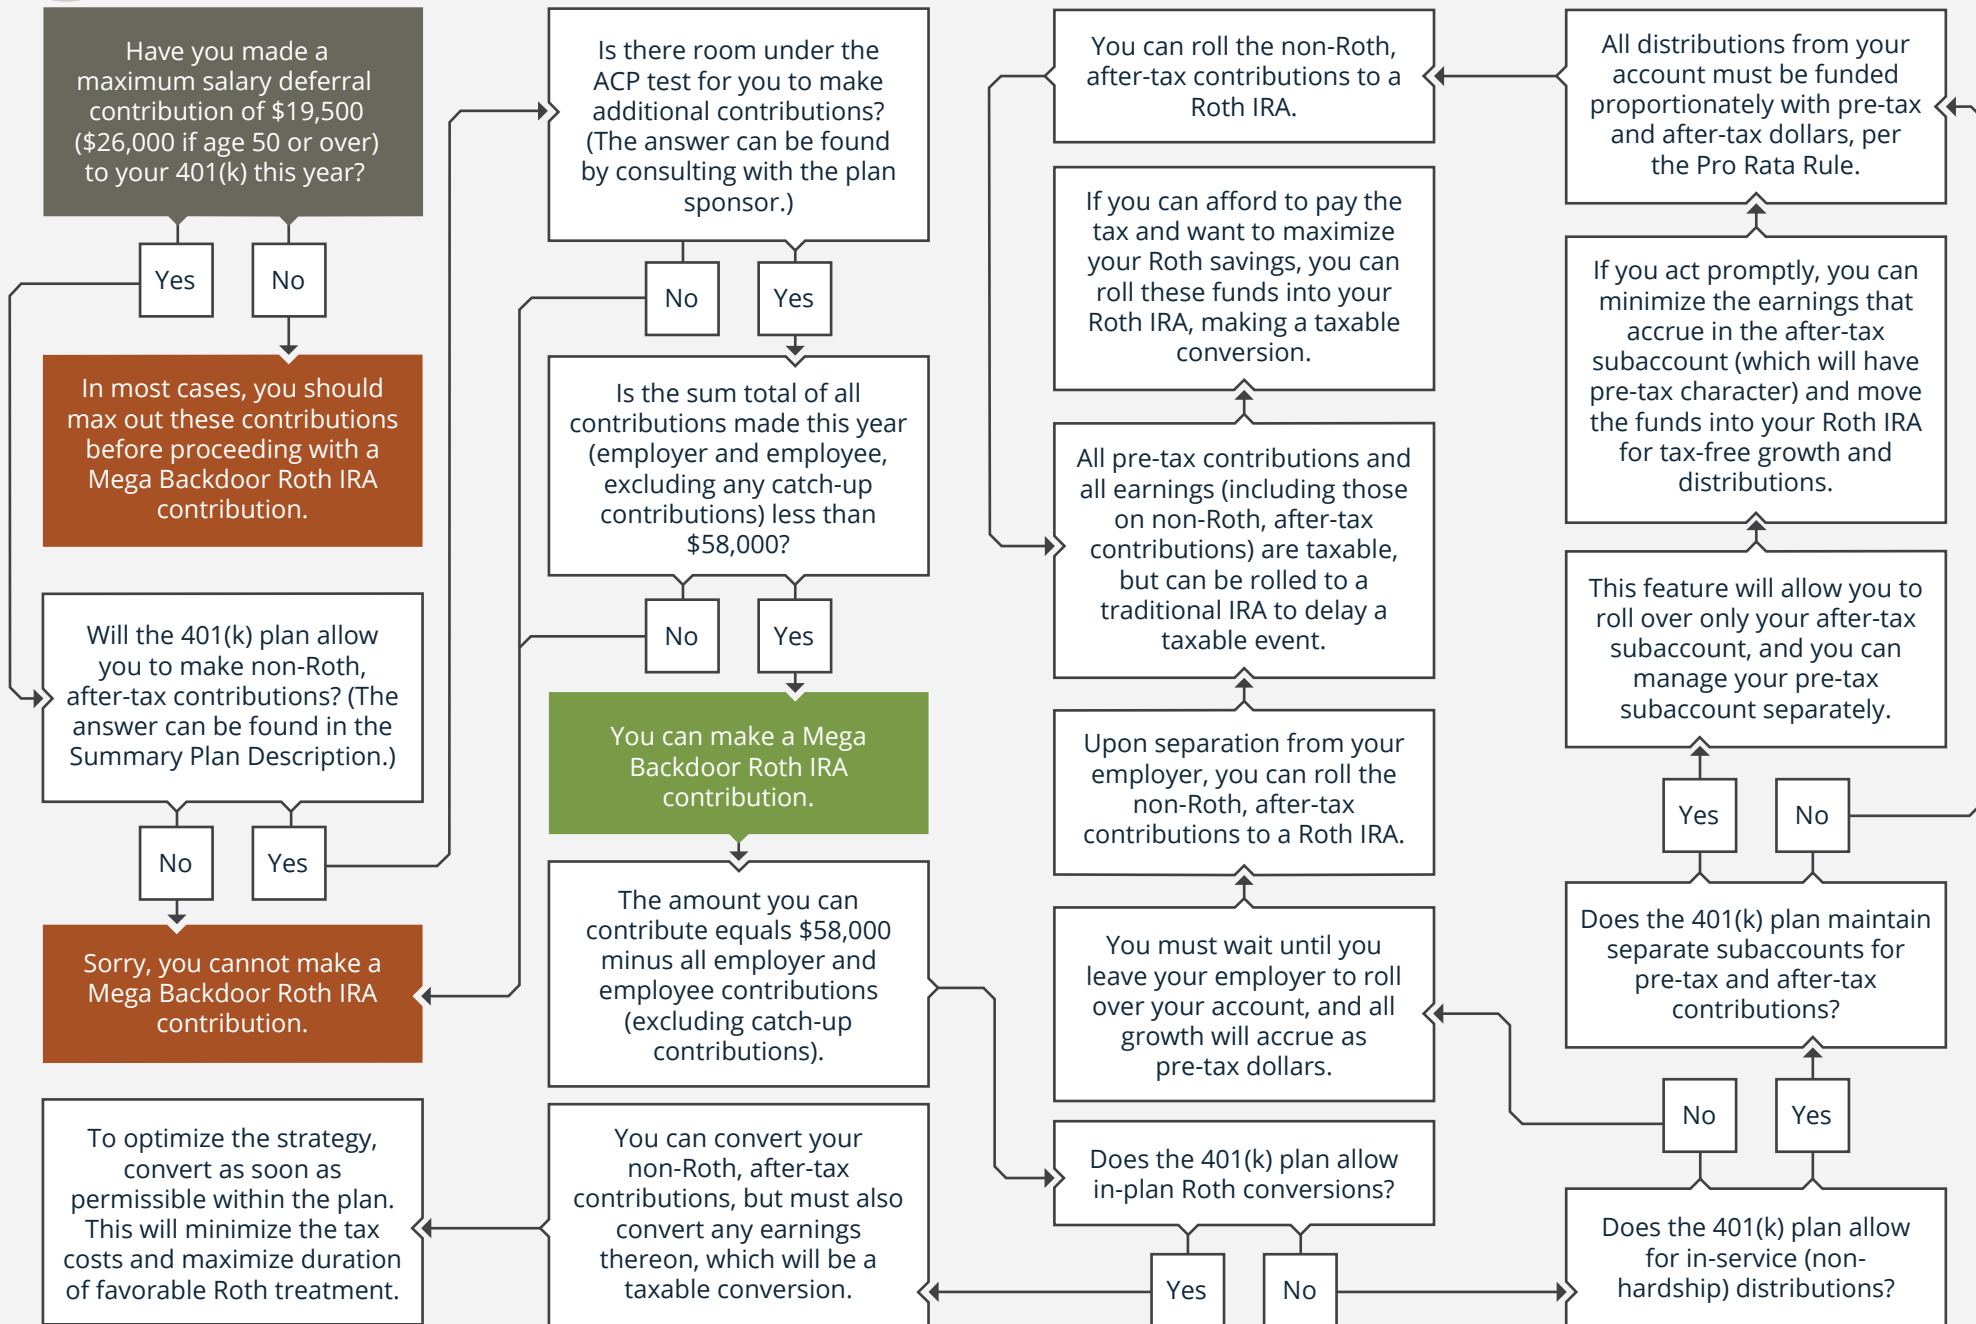 Have you made a
maximum salary deferral
contribution of $19,500
($26,000 if age 50 or over)
to your 401(k) this year?
Yes
No
In most cases, you should
max out these contributions
before proceeding with a
Mega Backdoor Roth IRA
contribution.
Will the 401(k) plan allow
you to make non-Roth,
after-tax contributions? (The
answer can be found in the
Summary Plan Description.)
No
Yes
Sorry, you cannot make a
Mega Backdoor Roth IRA
contribution.
Is there room under the
ACP test for you to make
additional contributions?
(The answer can be found
by consulting with the plan
sponsor.)
No
Yes
Is the sum total of all
contributions made this year
(employer and employee,
excluding any catch-up
contributions) less than
$58,000?
No
Yes
You can make a Mega
Backdoor Roth IRA
contribution.
The amount you can
contribute equals $58,000
minus all employer and
employee contributions
(excluding catch-up
contributions).
Does the 401(k) plan allow
in-plan Roth conversions?
Yes
No
You can convert your
non-Roth, after-tax
contributions, but must also
convert any earnings
thereon, which will be a
taxable conversion.
To optimize the strategy,
convert as soon as
permissible within the plan.
This will minimize the tax
costs and maximize duration
of favorable Roth treatment.
Does the 401(k) plan allow
for in-service (non-
hardship) distributions?
No
Yes
You must wait until you
leave your employer to roll
over your account, and all
growth will accrue as
pre-tax dollars.
Upon separation from your
employer, you can roll the
non-Roth, after-tax
contributions to a Roth IRA.
All pre-tax contributions and
all earnings (including those
on non-Roth, after-tax
contributions) are taxable,
but can be rolled to a
traditional IRA to delay a
taxable event.
If you can afford to pay the
tax and want to maximize
your Roth savings, you can
roll these funds into your
Roth IRA, making a taxable
conversion.
You can roll the non-Roth,
after-tax contributions to a
Roth IRA.
Does the 401(k) plan maintain
separate subaccounts for
pre-tax and after-tax
contributions?
Yes
No
This feature will allow you to
roll over only your after-tax
subaccount, and you can
manage your pre-tax
subaccount separately.
If you act promptly, you can
minimize the earnings that
accrue in the after-tax
subaccount (which will have
pre-tax character) and move
the funds into your Roth IRA
for tax-free growth and
distributions.
All distributions from your
account must be funded
proportionately with pre-tax
and after-tax dollars, per
the Pro Rata Rule.